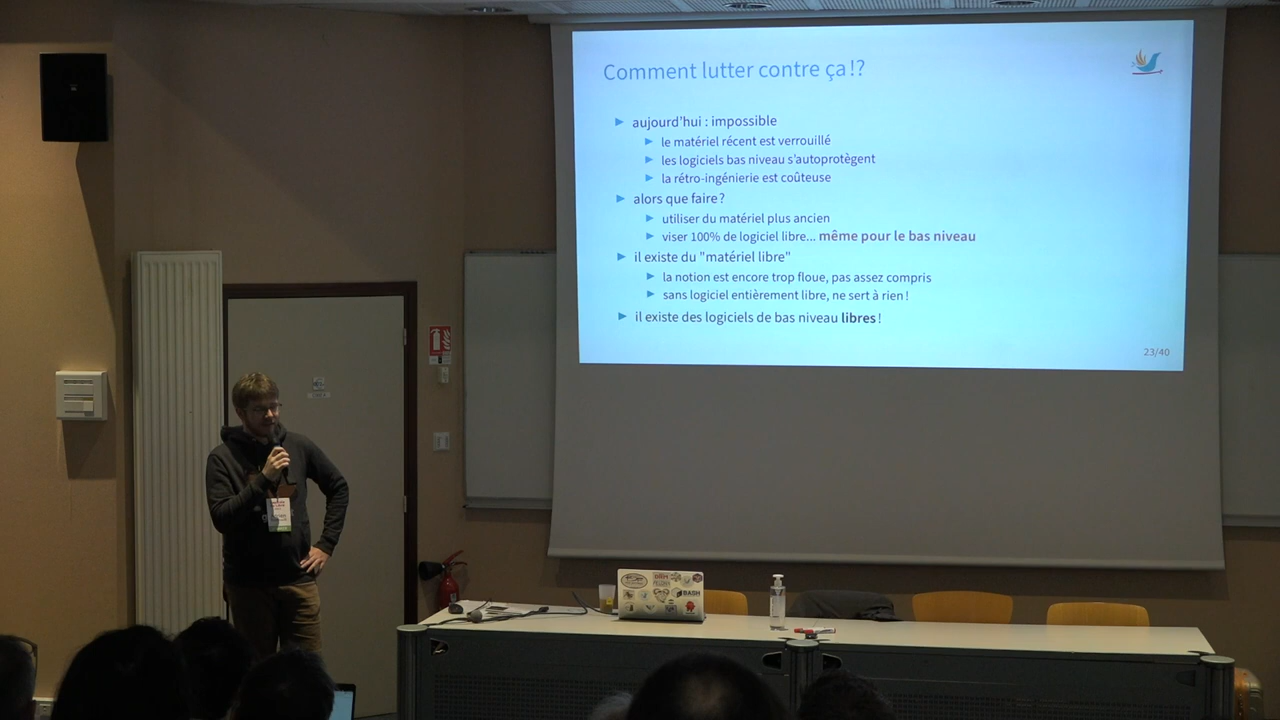 Comment lutter contre ça !?
aujourd'hui : impossible
le matériel récent est verrouillé
les logiciels bas niveau s'autoprotègent
la rétro-ingénierie est coûteuse
alors que faire ?
utiliser du matériel plus ancien
viser 100% de logiciel libre... même pour le bas niveau
il existe du "matériel libre"
la notion est encore trop floue, pas assez compris
sans logiciel entièrement libre, ne sert à rien !
il existe des logiciels de bas niveau libres !
23/40
BASH